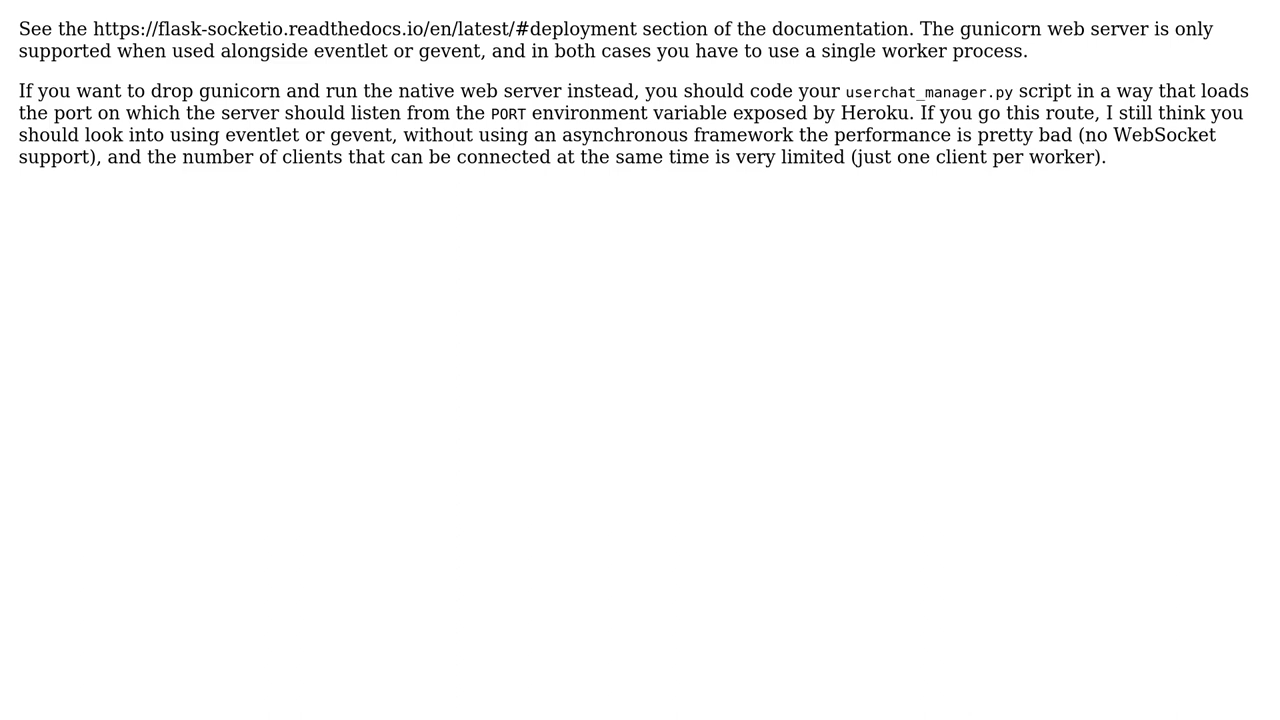 See the https://flask-socketio.readthedocs.io/en/latest/#deployment section of the documentation. The gunicorn web server is only
supported when used alongside eventlet or gevent, and in both cases you have to use a single worker process.
If you want to drop gunicorn and run the native web server instead, you should code your userchat_manager.py script in a way that loads
the port on which the server should listen from the PORT environment variable exposed by Heroku. If you go this route, I still think you
should look into using eventlet or gevent, without using an asynchronous framework the performance is pretty bad (no WebSocket
support), and the number of clients that can be connected at the same time is very limited (just one client per worker).